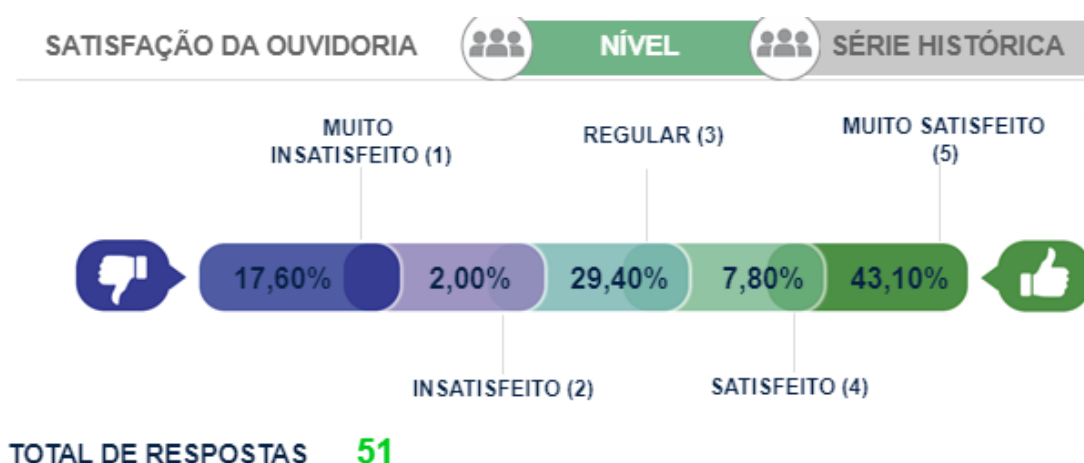 SATISFAÇÃO DA OUVIDORIA
NÍVEL
SÉRIE HISTÓRICA
MUITO
INSATISFEITO (1)
REGULAR (3)
MUITO SATISFEITO
(5)
17,60%
2,00%
29,40%
7,80%
43,10%
INSATISFEITO (2)
SATISFEITO (4)
TOTAL DE RESPOSTAS 51